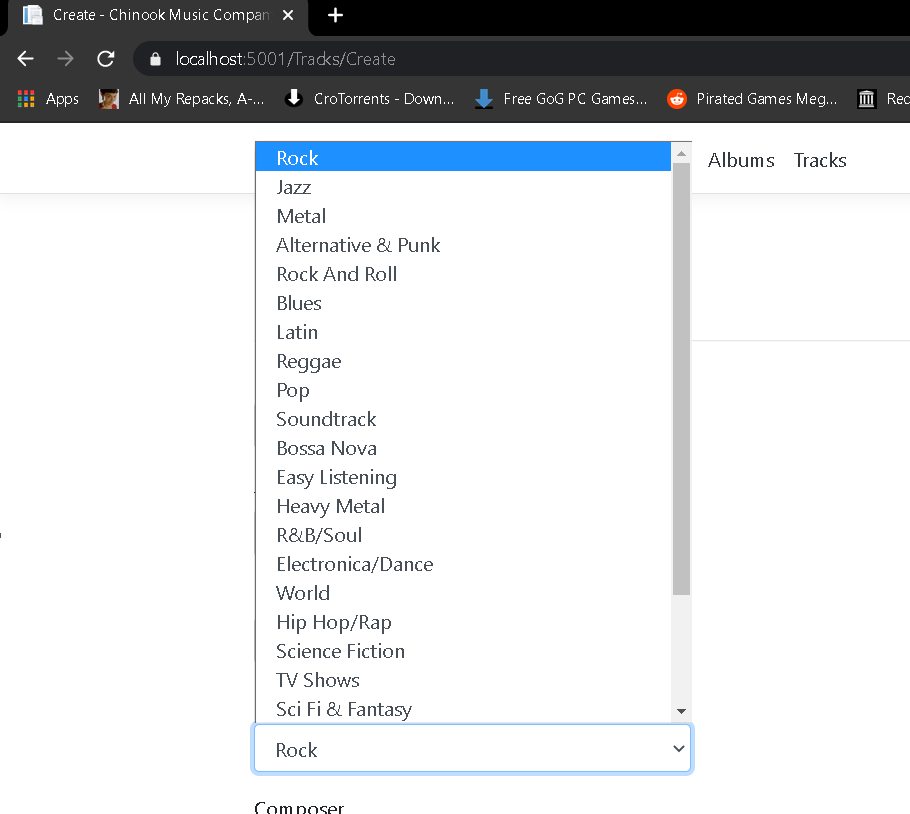 Create - Chinook Music Compan
localhost:5001/Tracks/Create
Apps All My Repacks, A-... CroTorrents - Down... Free GoG PC Games... Pirated Games Meg... Rec
Albums Tracks
Rock
Jazz
Metal
Alternative & Punk
Rock And Roll
Blues
Latin
Reggae
Pop
Soundtrack
Bossa Nova
Easy Listening
Heavy Metal
R&B/Soul
Electronica/Dance
World
Hip Hop/Rap
Science Fiction
TV Shows
Sci Fi & Fantasy
Rock
Composer